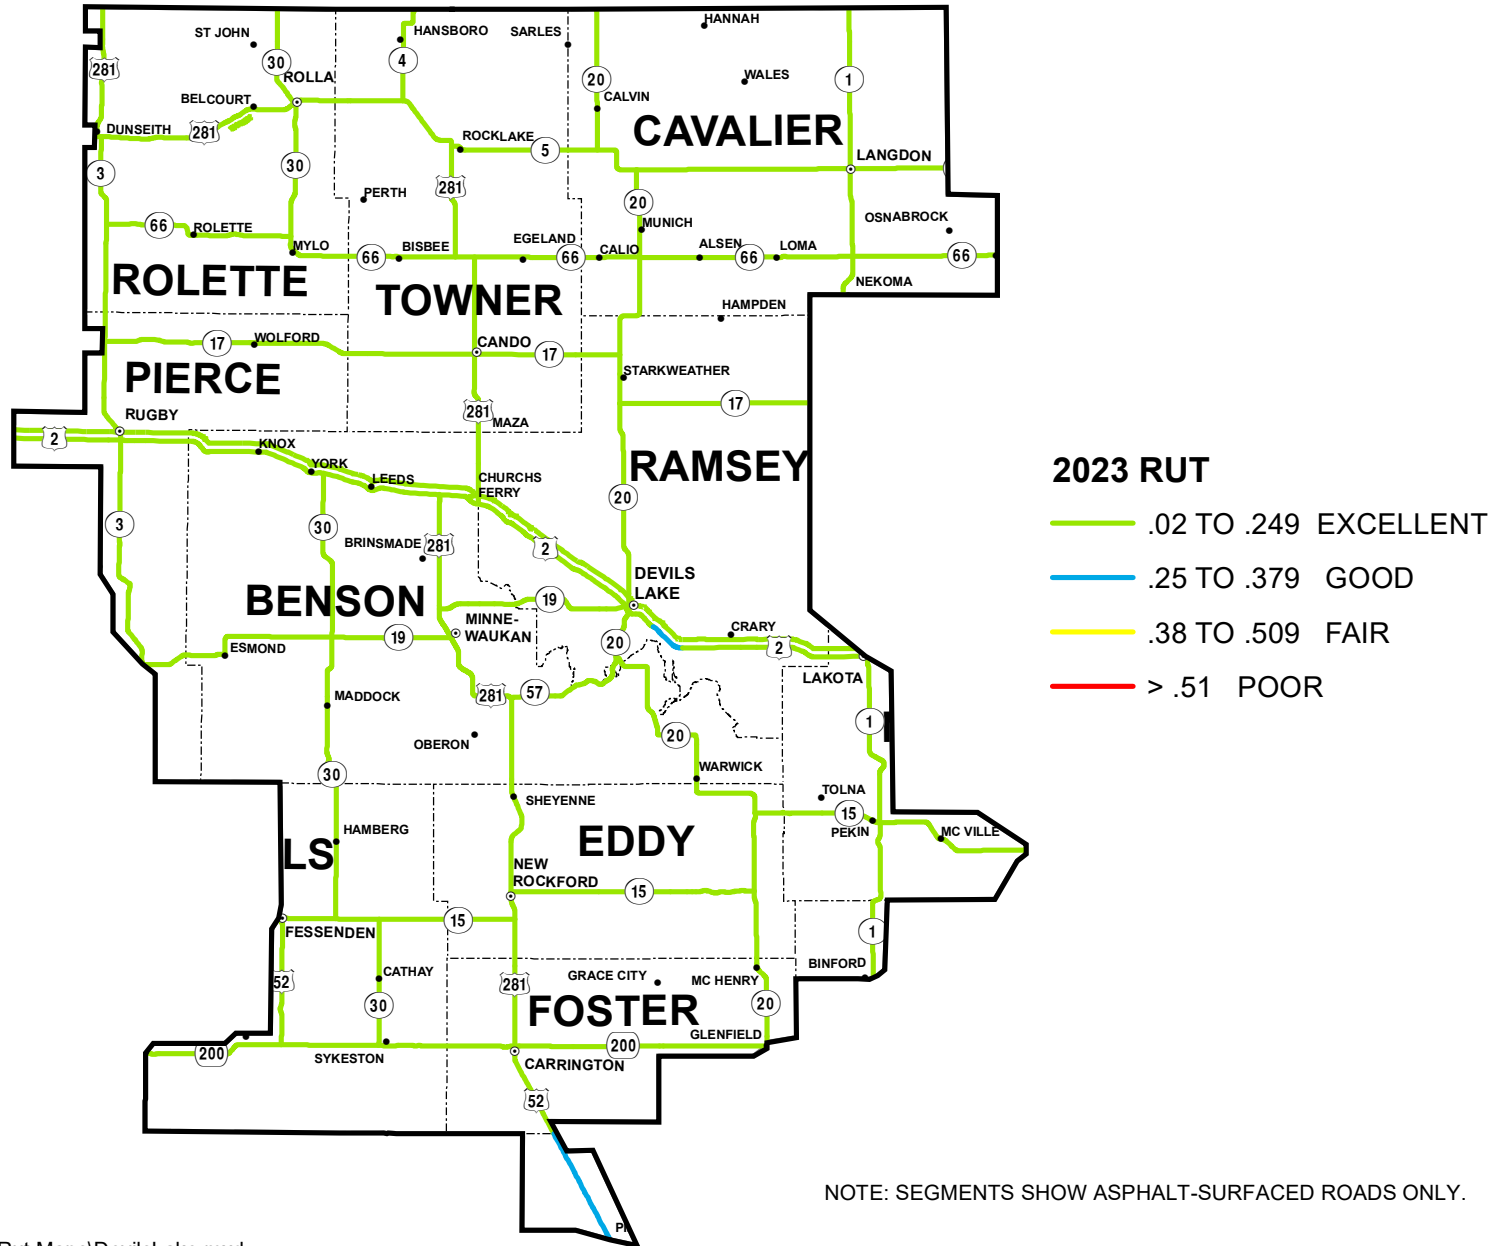 HANNAH
ST JOHN
HANSBORO
SARLES
281
30
4
20
1
ROLLA
WALES
BELCOURT
CALVIN
DUNSEITH
281
CAVALIER
ROCKLAKE
5
LANGDON
3
30
281
PERTH
20
OSNABROCK
66
ROLETTE
MUNICH
MYLO
66
BISBEE
EGELAND
66
CALIO
ALSEN
66
LOMA
66
ROLETTE
TOWNER
NEKOMA
HAMPDEN
17
WOLFORD
CANDO
17
PIERCE
STARKWEATHER
RUGBY
281
MAZA
17
2
KNOX
YORK
LEEDS
CHURCHS
FERRY
RAMSEY
2023 RUT
3
30
20
.02 TO .249 EXCELLENT
BRINSMADE
281
2
DEVILS
LAKE
.25 TO .379 GOOD
BENSON
19
MINNE-
WAUKAN
CRARY
.38 TO .509 FAIR
ESMOND
19
20
2
LAKOTA
> .51 POOR
MADDOCK
281
57
1
OBERON
20
WARWICK
30
TOLNA
SHEYENNE
15
PEKIN
MC VILLE
HAMBERG
LS
EDDY
NEW
ROCKFORD
15
FESSENDEN
15
1
BINFORD
CATHAY
52
30
281
GRACE CITY
MC HENRY
FOSTER
20
GLENFIELD
200
SYKESTON
200
CARRINGTON
52
NOTE: SEGMENTS SHOW ASPHALT-SURFACED ROADS ONLY.